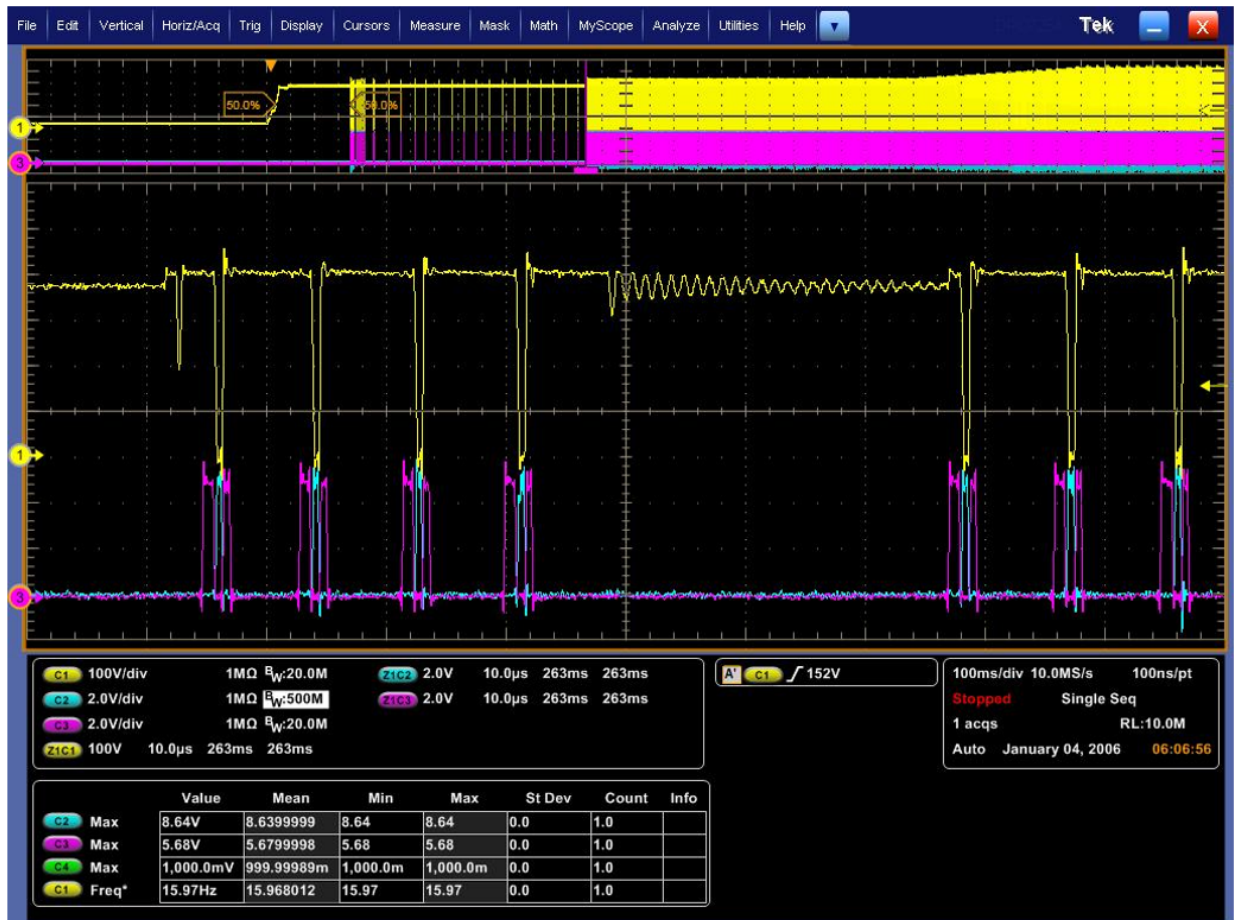 File Edit Vertical Horiz/Acq Trig Display Cursors Measure Mask Math MyScope Analyze Utilities Help Tek X
50.0% 50.0%
1
3
1
3
C1 100V/div 1MΩ BW:20.0M Z1C2 2.0V 10.0µs 263ms 263ms
C2 2.0V/div 1MΩ BW:500M Z1C3 2.0V 10.0µs 263ms 263ms
C3 2.0V/div 1MΩ BW:20.0M
Z1C1 100V 10.0µs 263ms 263ms
A' C1 152V
100ms/div 10.0MS/s 100ns/pt
Stopped Single Seq
1 acqs RL:10.0M
Auto January 04, 2006 06:06:56
Value Mean Min Max St Dev Count Info
C2 Max 8.64V 8.6399999 8.64 8.64 0.0 1.0
C3 Max 5.68V 5.6799998 5.68 5.68 0.0 1.0
C4 Max 1,000.0mV 999.99989m 1,000.0m 1,000.0m 0.0 1.0
C1 Freq* 15.97Hz 15.968012 15.97 15.97 0.0 1.0